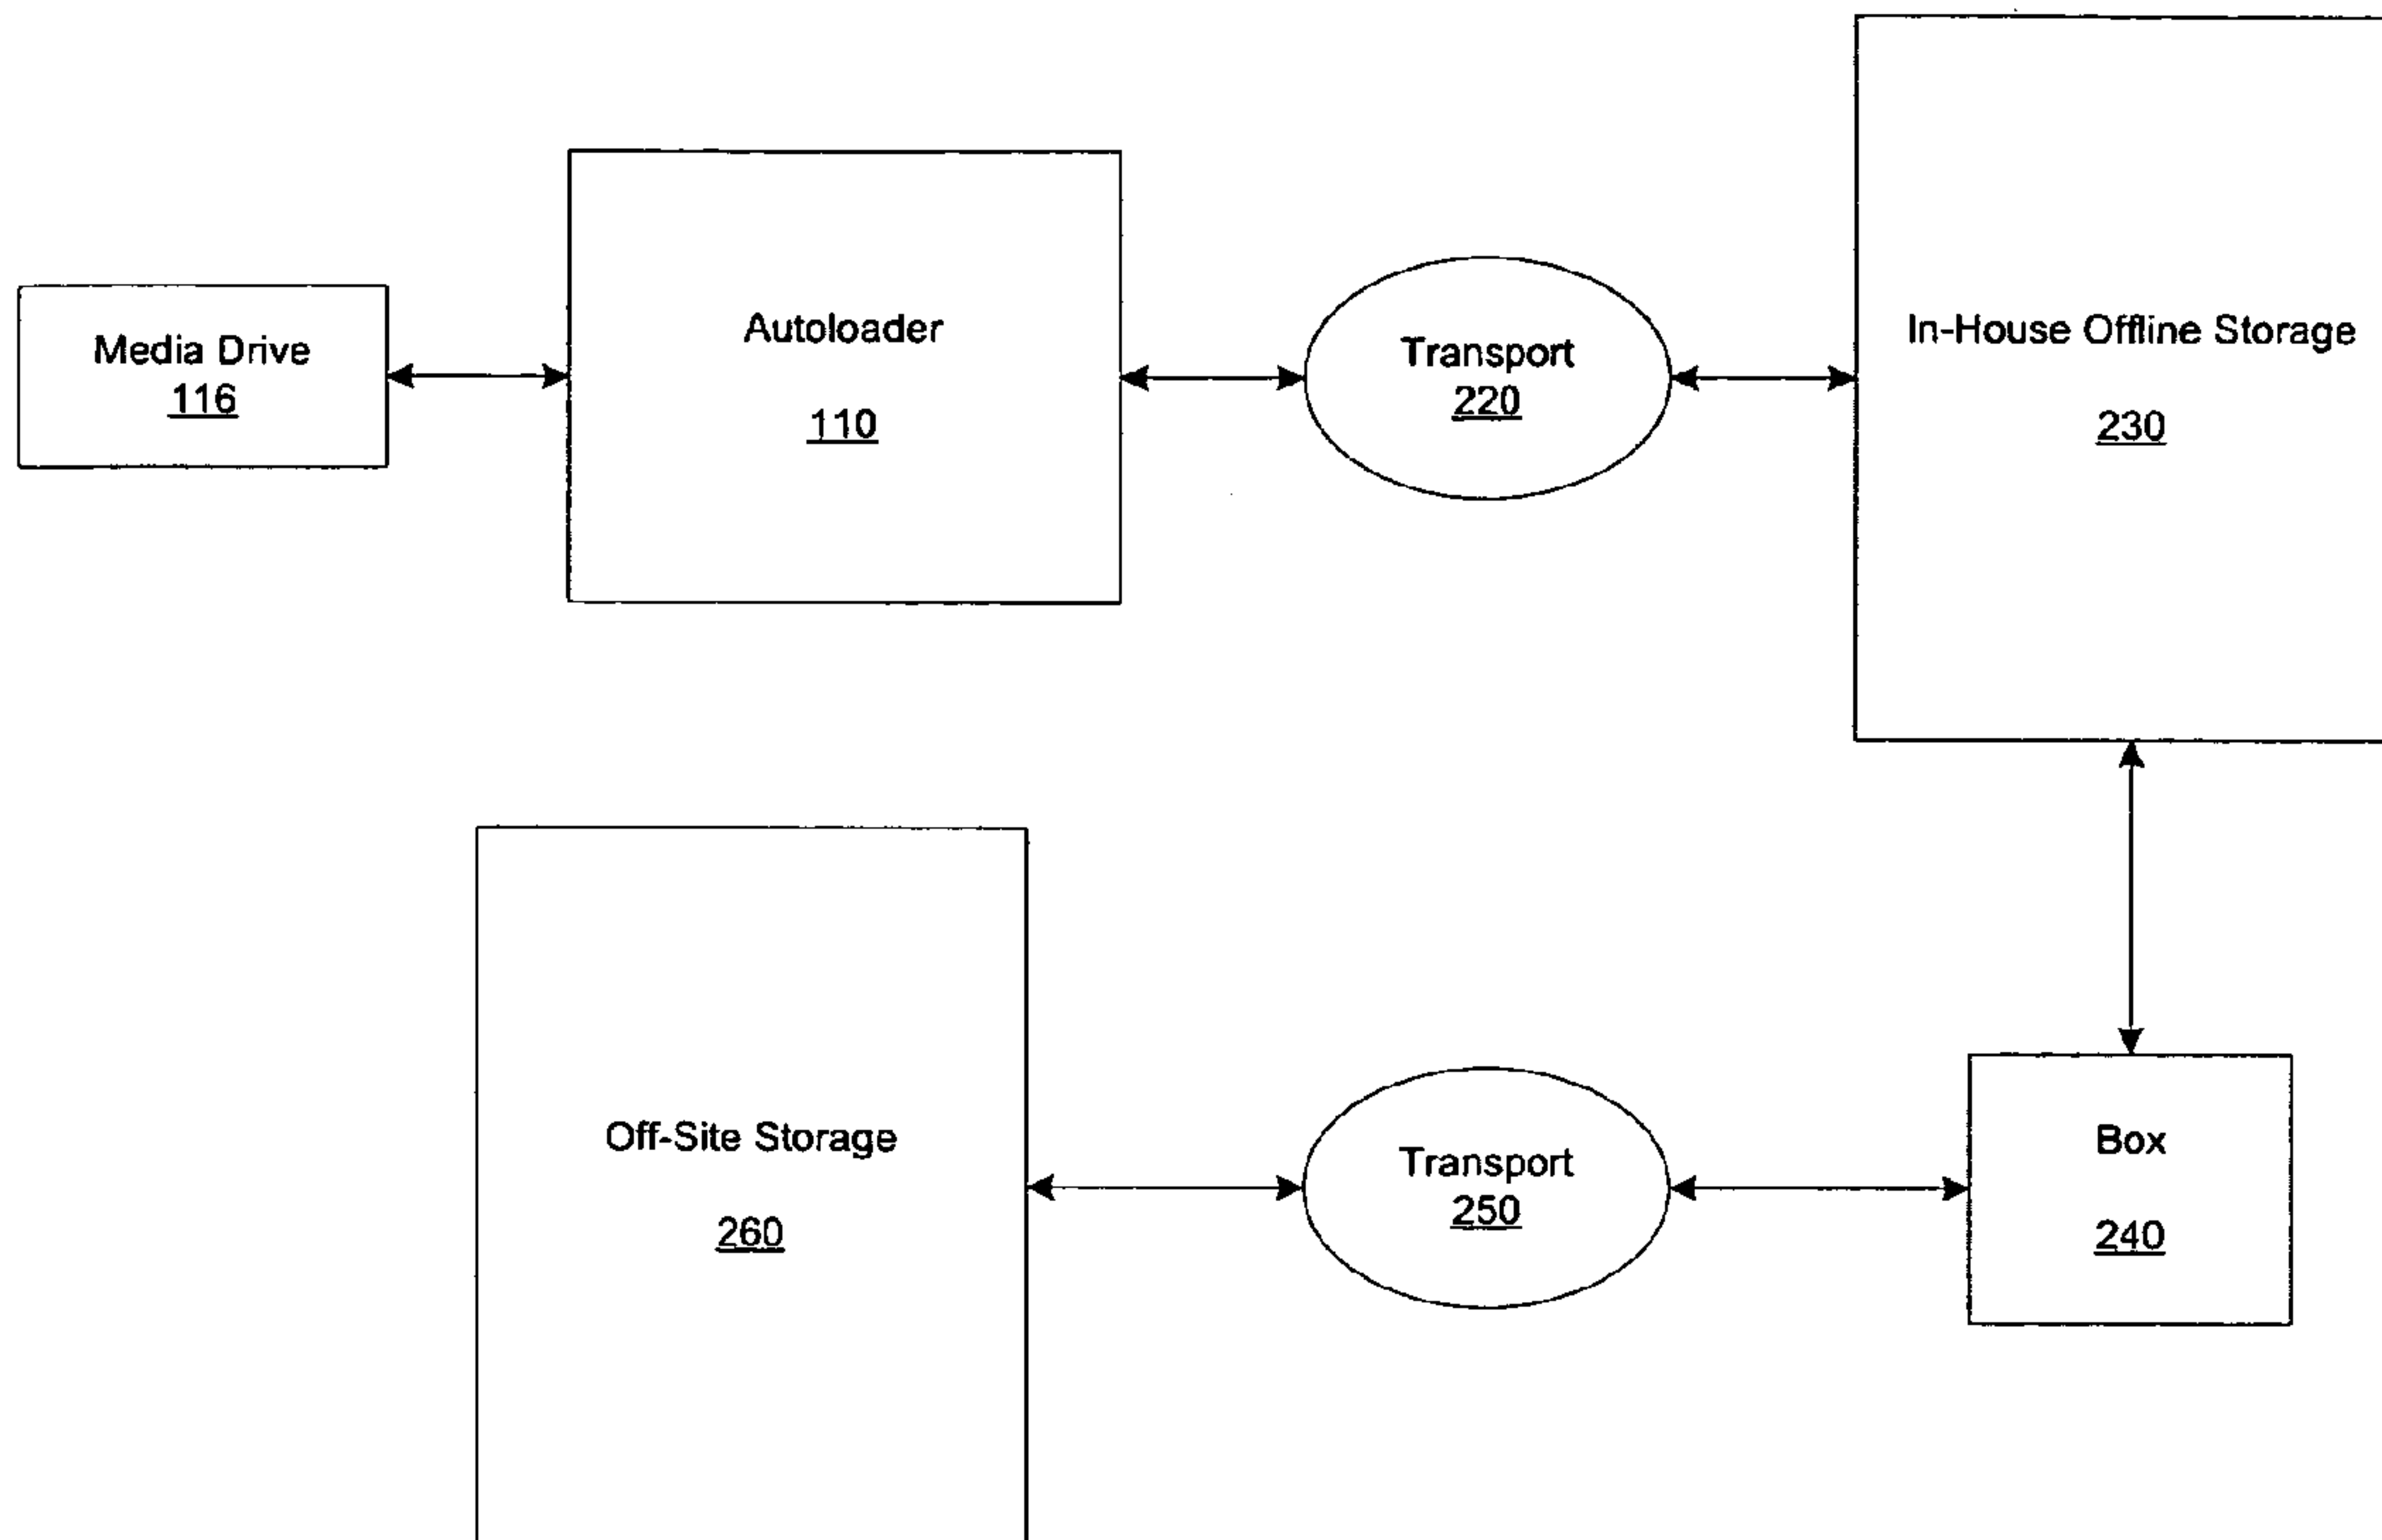 Media Drive
116
Autoloader
110
Transport
220
In-House Offline Storage
230
Off-Site Storage
260
Transport
250
Box
240